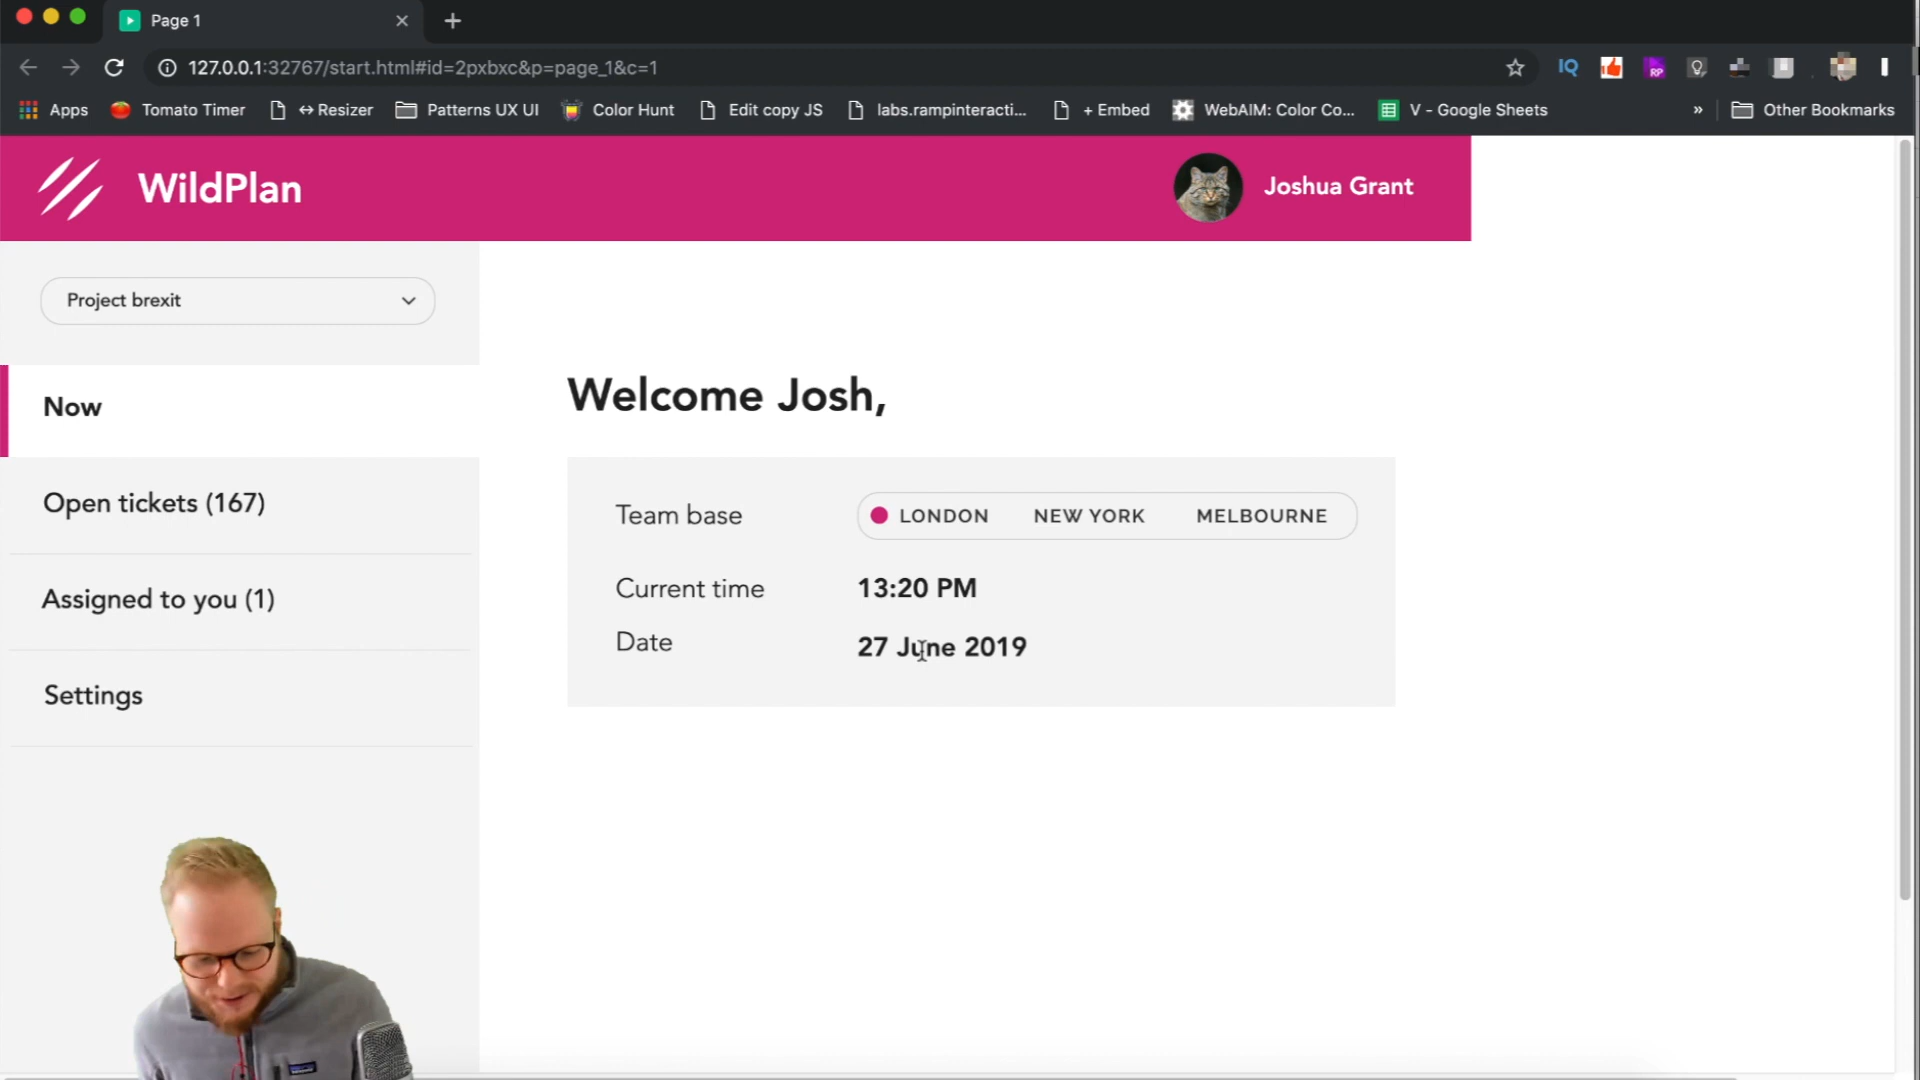 Page 1
127.0.0.1:32767/start.html#id=2pxbxc&p=page_1&c=1
IQ
RP
Apps
Tomato Timer
↔Resizer
Patterns UX UI
Color Hunt
Edit copy JS
labs.rampinteracti...
+ Embed
WebAIM: Color Co...
V - Google Sheets
»
Other Bookmarks
WildPlan
Joshua Grant
Project brexit
Now
Open tickets (167)
Assigned to you (1)
Settings
Welcome Josh,
Team base
LONDON NEW YORK MELBOURNE
Current time
13:20 PM
Date
27 June 2019